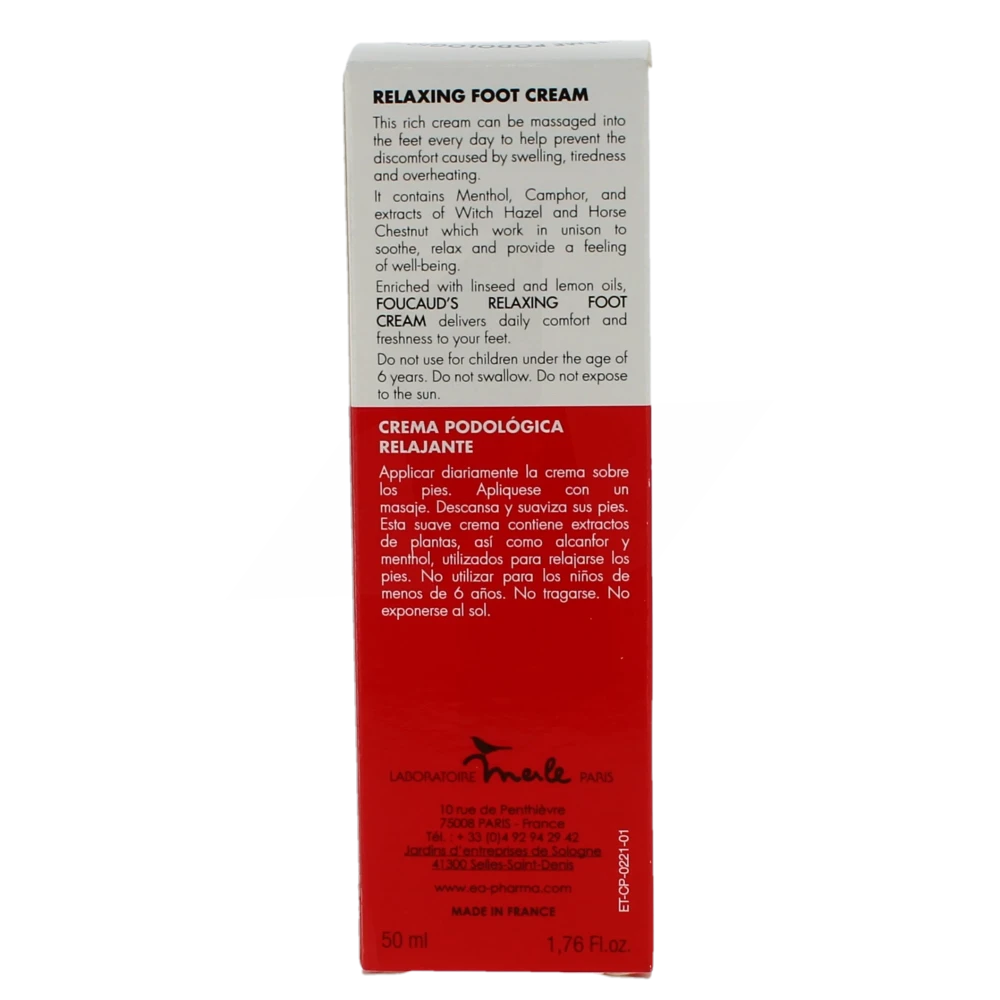 RELAXING FOOT CREAM
This rich cream can be massaged into
the feet every day to help prevent the
discomfort caused by swelling, tiredness
and overheating.
It contains Menthol, Camphor, and
extracts of Witch Hazel and Horse
Chestnut which work in unison to
soothe, relax and provide a feeling
of well-being.
Enriched with linseed and lemon oils,
FOUCAUD'S RELAXING FOOT
CREAM delivers daily comfort and
freshness to your feet.
Do not use for children under the age of
6 years. Do not swallow. Do not expose
to the sun.
CREMA PODOLÓGICA
RELAJANTE
Applicar diariamente la crema sobre
los pies. Apliquese con un
masaje. Descansa y suaviza sus pies.
Esta suave crema contiene extractos
de plantas, así como alcanfor y
menthol, utilizados para relajarse los
pies. No utilizar para los niños de
menos de 6 años. No tragarse. No
exponerse al sol.
LABORATOIRE Merle PARIS
10 rue de Penthièvre
75008 PARIS - France
Tél. : + 33 (0)4 92 94 29 42
Jardins d'entreprises de Sologne
41300 Selles-Saint-Denis
www.ea-pharma.com
MADE IN FRANCE
50 ml 1,76 Fl.oz.
ET-CP-0221-01